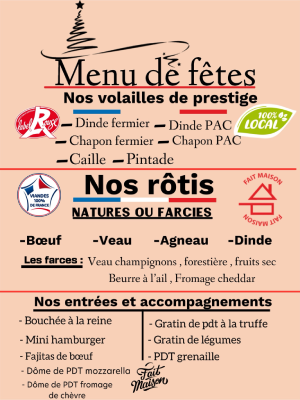 Menu de fêtes
Nos volailles de prestige
Label Rouge
– Dinde fermier – Dinde PAC
– Chapon fermier – Chapon PAC
– Caille – Pintade
100%
LOCAL
Nos rôtis
NATURES OU FARCIES
VIANDES
100%
DE FRANCE
FAIT MAISON
FAIT MAISON
-Bœuf -Veau -Agneau -Dinde
Les farces : Veau champignons , forestière , fruits sec
Beurre à l'ail , Fromage cheddar
Nos entrées et accompagnements
- Bouchée à la reine
- Mini hamburger
- Fajitas de bœuf
- Dôme de PDT mozzarella
- Dôme de PDT fromage
de chèvre
- Gratin de pdt à la truffe
- Gratin de légumes
- PDT grenaille
Fait
Maison